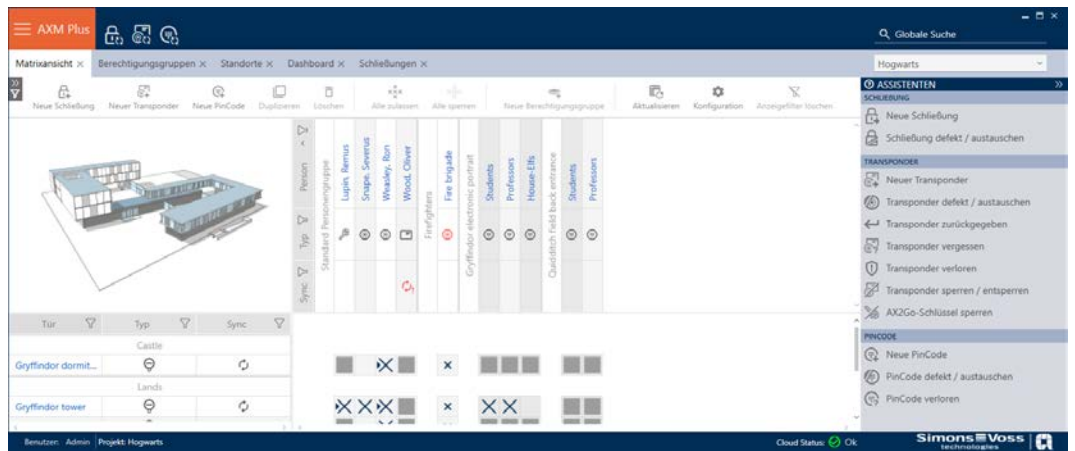 AXM Plus
Globale Suche
Matrixansicht
Berechtigungsgruppen
Standorte
Dashboard
Schließungen
Hogwarts
Neue Schließung
Neuer Transponder
Neue PinCode
Duplizieren
Löschen
Alle zulassen
Alle sperren
Neue Berechtigungsgruppe
Aktualisieren
Konfiguration
Anzeigefilter löschen
Person
Typ
Sync
Standard Personengruppe
Lupin, Remus
Snape, Severus
Weasley, Ron
Wood, Oliver
Firefighters
Fire brigade
Gryffindor electronic portrait
Students
Professors
House-Elfs
Quidditch field back entrance
Students
Professors
Tür
Typ
Sync
Castle
Gryffindor dormit...
Lands
Gryffindor tower
ASSISTENTEN
SCHLIEßUNG
Neue Schließung
Schließung defekt / austauschen
TRANSPONDER
Neuer Transponder
Transponder defekt / austauschen
Transponder zurückgegeben
Transponder vergessen
Transponder verloren
Transponder sperren / entsperren
AX2Go-Schlüssel sperren
PINCODE
Neue PinCode
PinCode defekt / austauschen
PinCode verloren
Benutzer: Admin
Projekt: Hogwarts
Cloud Status: Ok
Simons Voss
technologies